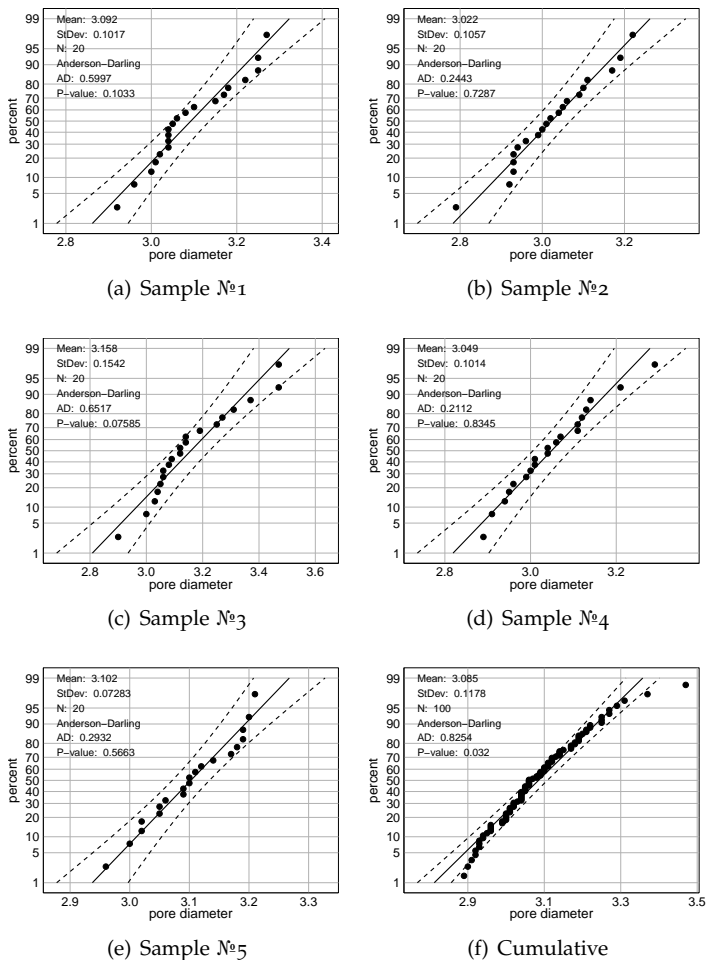 Mean: 3.092
StDev: 0.1017
N: 20
Anderson-Darling
AD: 0.5997
P-value: 0.1033
percent
99
95
90
80
70
60
50
40
30
20
10
5
1
2.8 3.0 3.2 3.4
pore diameter
(a) Sample №1
Mean: 3.022
StDev: 0.1057
N: 20
Anderson-Darling
AD: 0.2443
P-value: 0.7287
percent
99
95
90
80
70
60
50
40
30
20
10
5
1
2.8 3.0 3.2
pore diameter
(b) Sample №2
Mean: 3.158
StDev: 0.1542
N: 20
Anderson-Darling
AD: 0.6517
P-value: 0.07585
percent
99
95
90
80
70
60
50
40
30
20
10
5
1
2.8 3.0 3.2 3.4 3.6
pore diameter
(c) Sample №3
Mean: 3.049
StDev: 0.1014
N: 20
Anderson-Darling
AD: 0.2112
P-value: 0.8345
percent
99
95
90
80
70
60
50
40
30
20
10
5
1
2.8 3.0 3.2
pore diameter
(d) Sample №4
Mean: 3.102
StDev: 0.07283
N: 20
Anderson-Darling
AD: 0.2932
P-value: 0.5663
percent
99
95
90
80
70
60
50
40
30
20
10
5
1
2.9 3.0 3.1 3.2 3.3
pore diameter
(e) Sample №5
Mean: 3.085
StDev: 0.1178
N: 100
Anderson-Darling
AD: 0.8254
P-value: 0.032
percent
99
95
90
80
70
60
50
40
30
20
10
5
1
2.9 3.1 3.3 3.5
pore diameter
(f) Cumulative